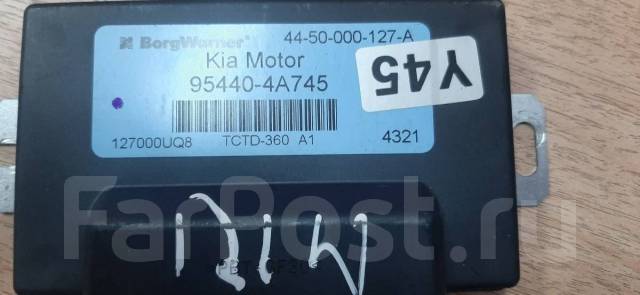 BorgWarner 44-50-000-127-A
Kia Motor
95440-4A745
Y45
127000UQ8 TCTD-360 A1 4321
FarPost.ru